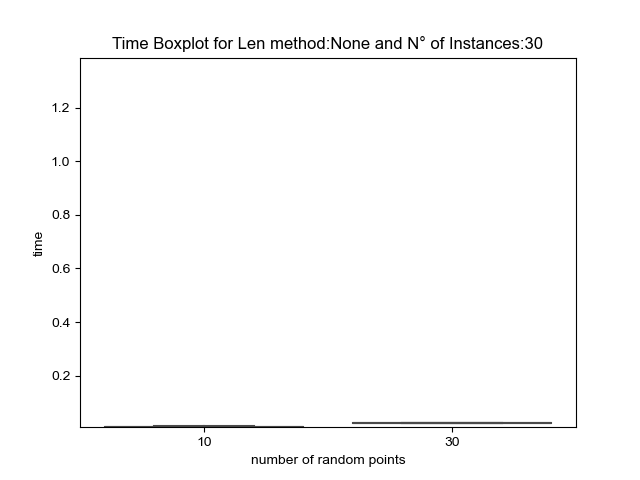 Time Boxplot for Len method:None and N° of Instances:30
1.2
1.0
0.8
time
0.6
0.4
0.2
10
30
number of random points